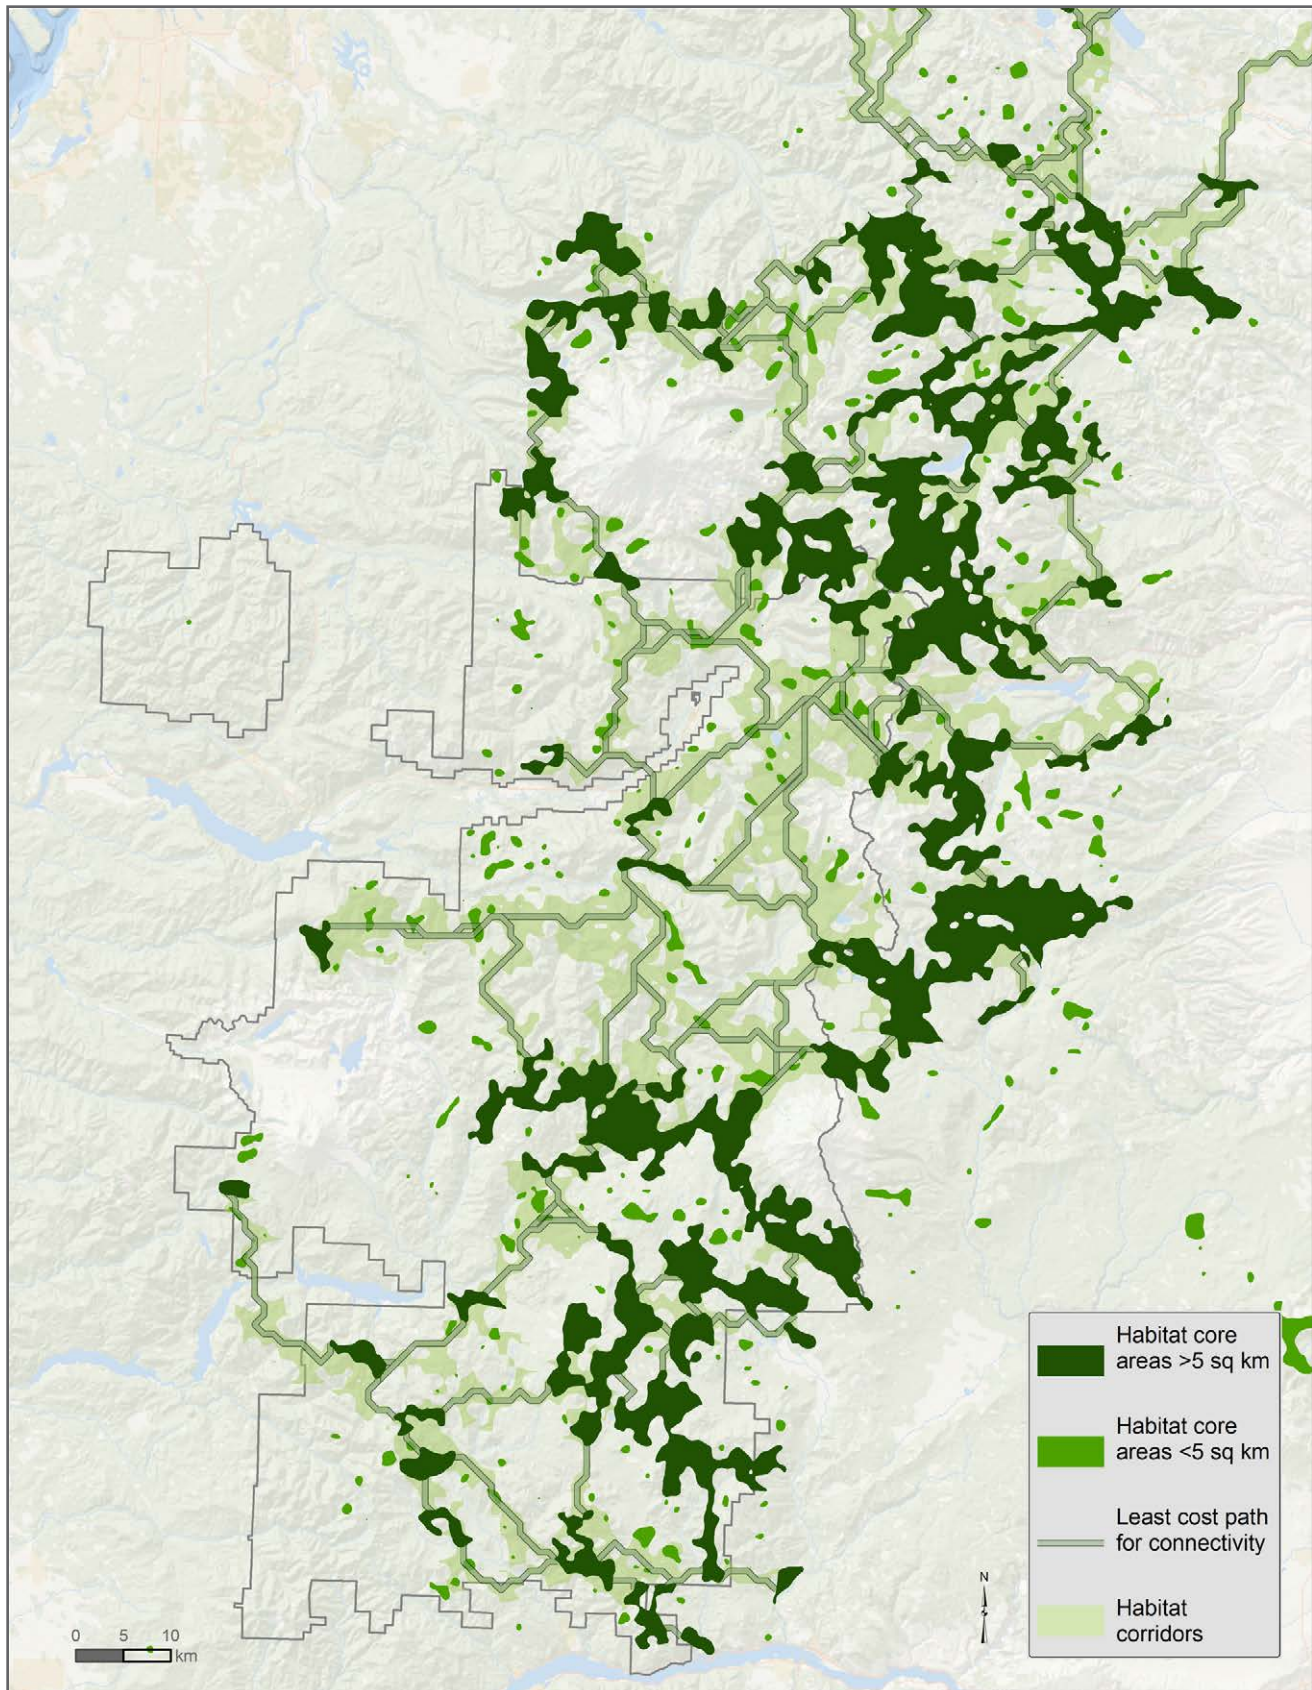 Habitat core
areas >5 sq km
Habitat core
areas <5 sq km
Least cost path
for connectivity
Habitat
corridors
N
0 5 10
km